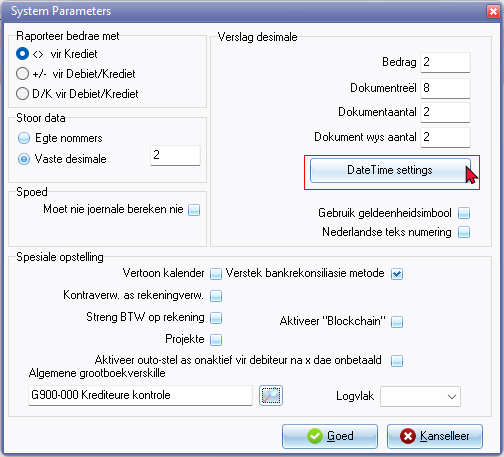 System Parameters
Raporteer bedrae met
<> vir Krediet
+/- vir Debiet/Krediet
D/K vir Debiet/Krediet
Stoor data
Egte nommers
Vaste desimale 2
Spoed
Moet nie joernale bereken nie
Verslag desimale
Bedrag 2
Dokumentreël 8
Dokumentaantal 2
Dokument wys aantal 2
DateTime settings
Gebruik geldeenheidsimbool
Nederlandse teks numering
Spesiale opstelling
Vertoon kalender
Verstek bankrekonsiliasie metode
Kontraverw. as rekeningverw.
Streng BTW op rekening
Aktiveer "Blockchain"
Projekte
Aktiveer outo-stel as onaktief vir debiteur na x dae onbetaald
Algemene grootboekverskille
G900-000 Krediteure kontrole
Logvlak
Goed
Kanselleer